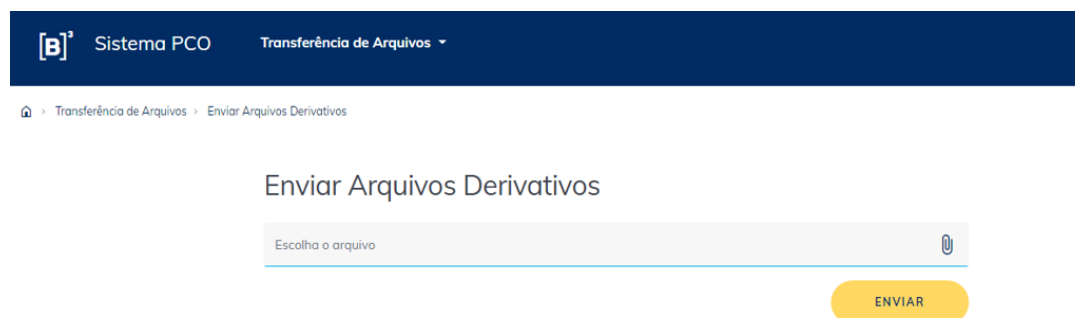 [B]³ Sistema PCO Transferência de Arquivos
Transferência de Arquivos > Enviar Arquivos Derivativos
Enviar Arquivos Derivativos
Escolha o arquivo
ENVIAR